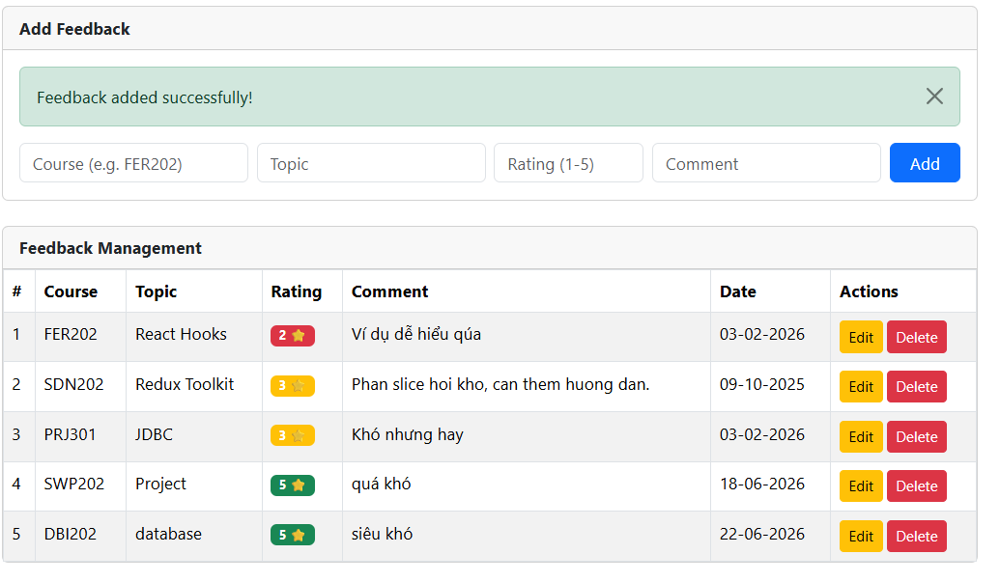 Add Feedback
Feedback added successfully!
Course (e.g. FER202) Topic Rating (1-5) Comment Add
Feedback Management
# Course Topic Rating Comment Date Actions
1 FER202 React Hooks 2 ⭐ Ví dụ dễ hiểu qúa 03-02-2026 Edit Delete
2 SDN202 Redux Toolkit 3 ⭐ Phan slice hoi kho, can them huong dan. 09-10-2025 Edit Delete
3 PRJ301 JDBC 3 ⭐ Khó nhưng hay 03-02-2026 Edit Delete
4 SWP202 Project 5 ⭐ quá khó 18-06-2026 Edit Delete
5 DBI202 database 5 ⭐ siêu khó 22-06-2026 Edit Delete